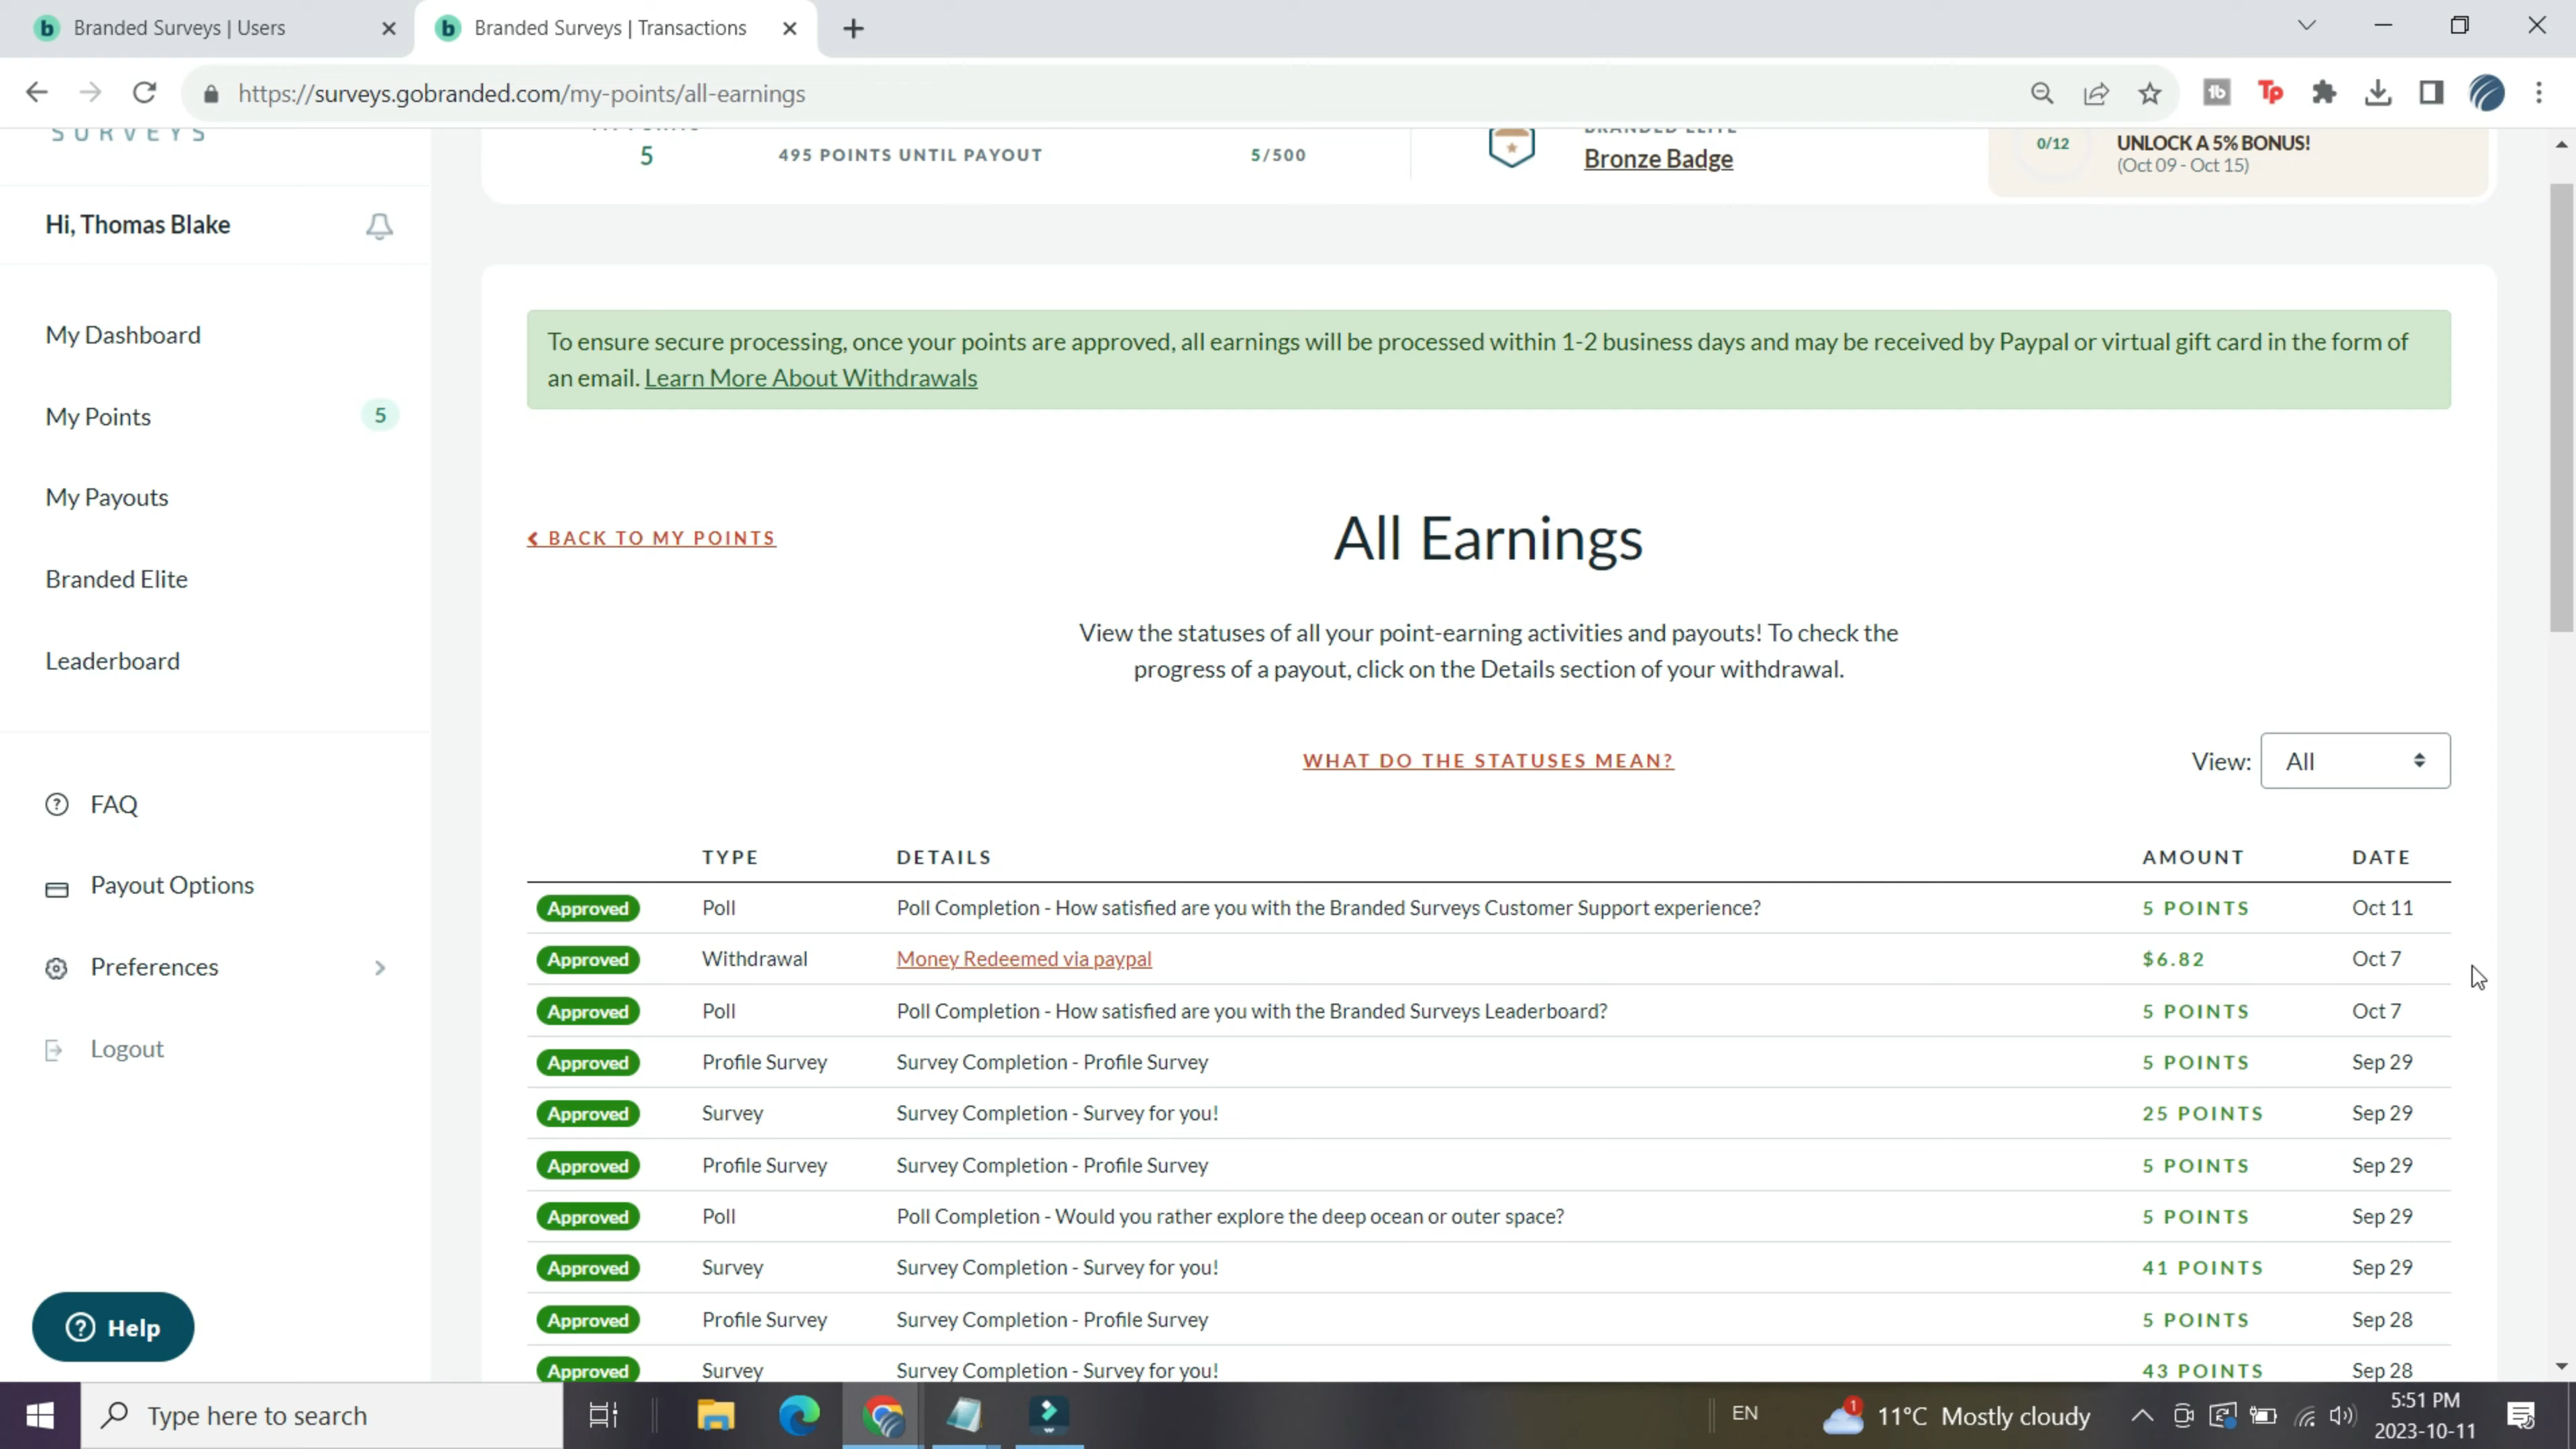 Branded Surveys | Users
Branded Surveys | Transactions
https://surveys.gobranded.com/my-points/all-earnings
SURVEYS
5
495 POINTS UNTIL PAYOUT
5/500
BRANDED ELITE
Bronze Badge
0/12
UNLOCK A 5% BONUS!
(Oct 09 - Oct 15)
Hi, Thomas Blake
My Dashboard
My Points
5
My Payouts
Branded Elite
Leaderboard
FAQ
Payout Options
Preferences
Logout
Help
To ensure secure processing, once your points are approved, all earnings will be processed within 1-2 business days and may be received by Paypal or virtual gift card in the form of
an email. Learn More About Withdrawals
BACK TO MY POINTS
All Earnings
View the statuses of all your point-earning activities and payouts! To check the
progress of a payout, click on the Details section of your withdrawal.
WHAT DO THE STATUSES MEAN?
View: All
TYPE DETAILS AMOUNT DATE
Approved Poll Poll Completion - How satisfied are you with the Branded Surveys Customer Support experience? 5 POINTS Oct 11
Approved Withdrawal Money Redeemed via paypal $6.82 Oct 7
Approved Poll Poll Completion - How satisfied are you with the Branded Surveys Leaderboard? 5 POINTS Oct 7
Approved Profile Survey Survey Completion - Profile Survey 5 POINTS Sep 29
Approved Survey Survey Completion - Survey for you! 25 POINTS Sep 29
Approved Profile Survey Survey Completion - Profile Survey 5 POINTS Sep 29
Approved Poll Poll Completion - Would you rather explore the deep ocean or outer space? 5 POINTS Sep 29
Approved Survey Survey Completion - Survey for you! 41 POINTS Sep 29
Approved Profile Survey Survey Completion - Profile Survey 5 POINTS Sep 28
Approved Survey Survey Completion - Survey for you! 43 POINTS Sep 28
Type here to search
EN
1
11°C Mostly cloudy
5:51 PM
2023-10-11